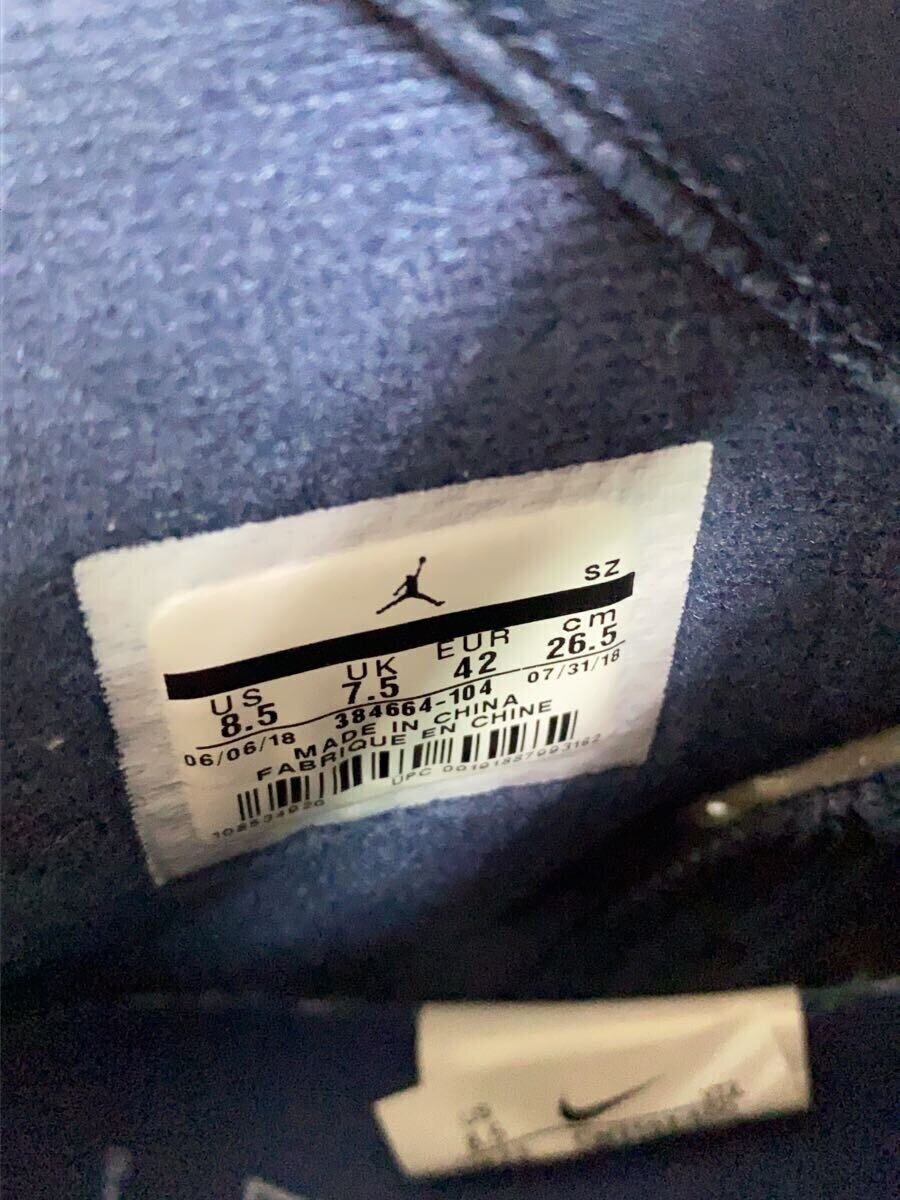 SZ
US UK EUR cm
8.5 7.5 42 26.5
06/06/18 384664-104 07/31/18
MADE IN CHINA
FABRIQUE EN CHINE
UPC